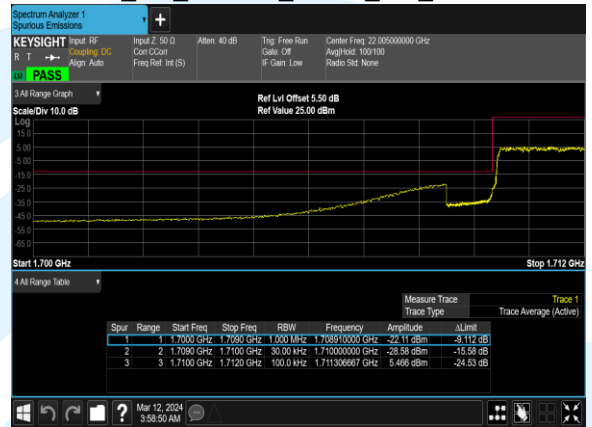 Spectrum Analyzer 1
Spurious Emissions
+
KEYSIGHT Input: RF Input Z: 50 Ω Atten: 40 dB Trig: Free Run Center Freq: 22.005000000 GHz
R T Coupling: DC Corr CCorr Gate: Off Avg|Hold: 100/100
Align: Auto Freq Ref: Int (S) IF Gain: Low Radio Std: None
PASS
3 All Range Graph
Ref Lvl Offset 5.50 dB
Scale/Div 10.0 dB Ref Value 25.00 dBm
Log
15.0
5.00
-5.00
-15.0
-25.0
-35.0
-45.0
-55.0
-65.0
Start 1.700 GHz Stop 1.712 GHz
4 All Range Table
Measure Trace Trace 1
Trace Type Trace Average (Active)
Spur Range Start Freq Stop Freq RBW Frequency Amplitude ΔLimit
1 1 1.7000 GHz 1.7090 GHz 1.000 MHz 1.708910000 GHz -22.11 dBm -9.112 dB
2 2 1.7090 GHz 1.7100 GHz 30.00 kHz 1.710000000 GHz -28.58 dBm -15.58 dB
3 3 1.7100 GHz 1.7120 GHz 100.0 kHz 1.711306667 GHz 5.466 dBm -24.53 dB
? Mar 12, 2024
3:58:50 AM